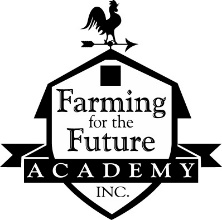 Farming
for the
Future
ACADEMY
INC.